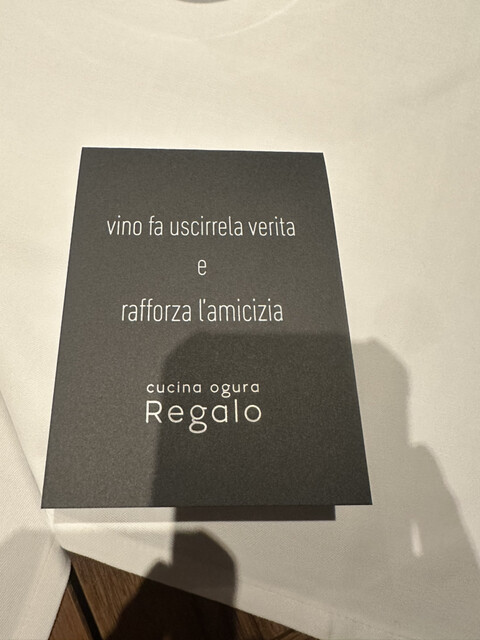 vino fa uscirrela verita
e
rafforza l'amicizia
cucina ogura
Regalo